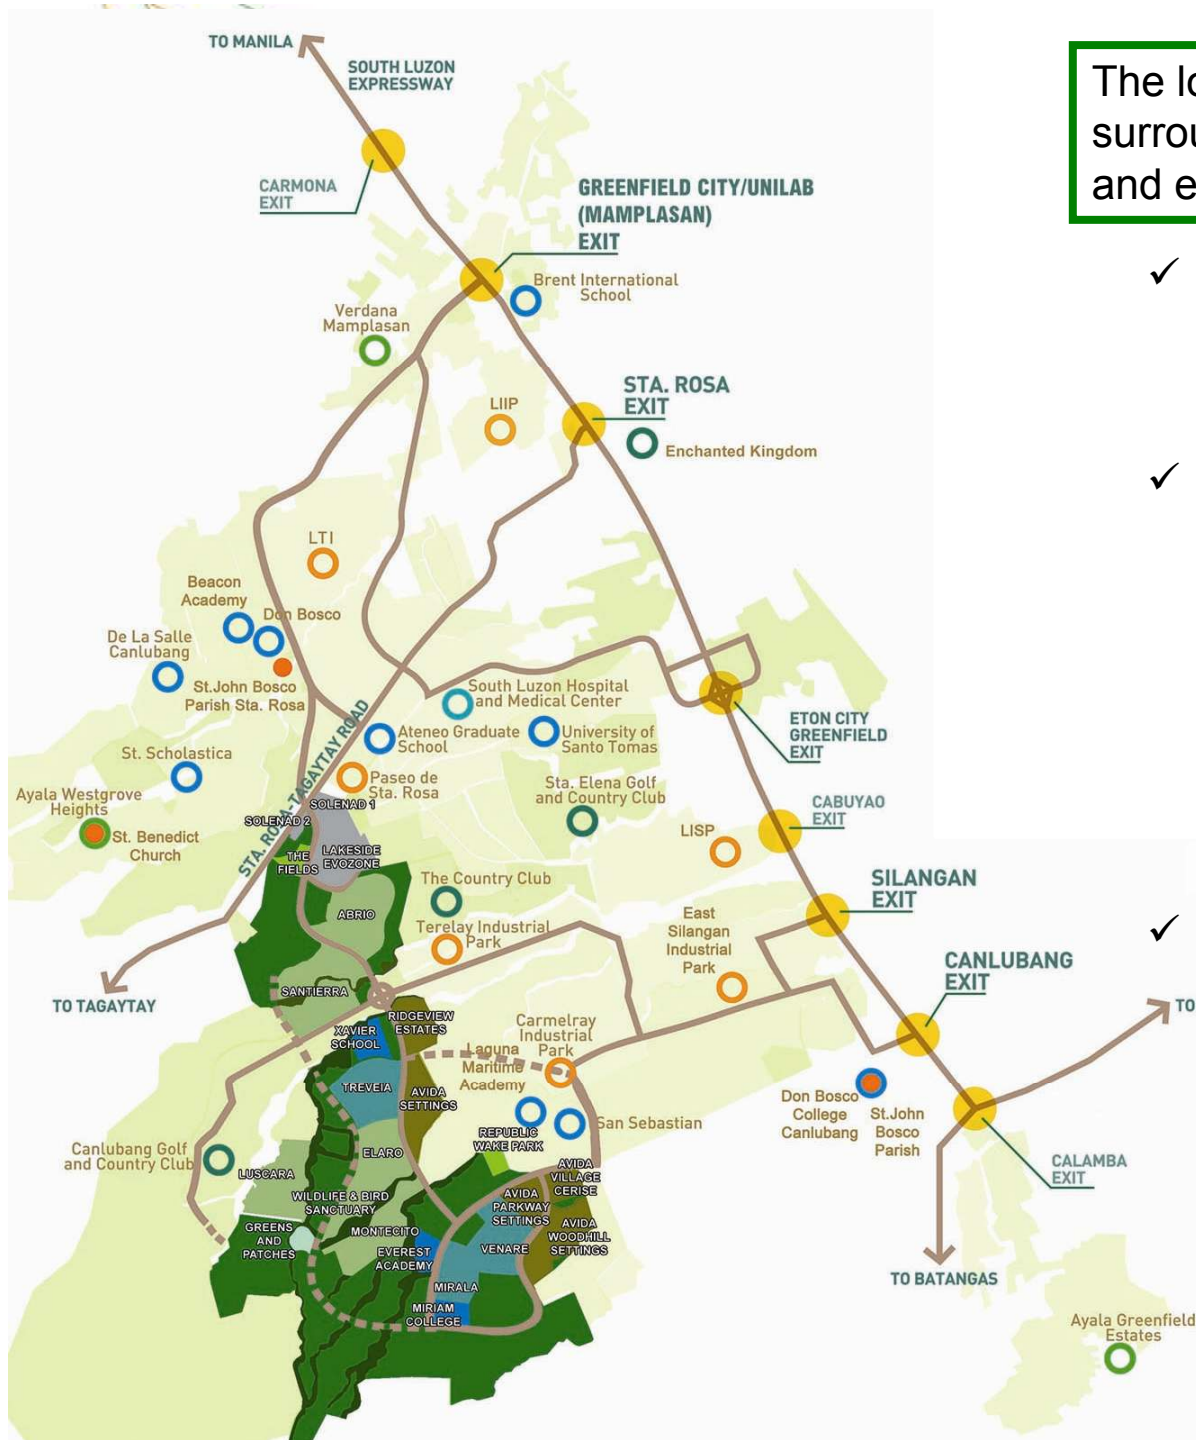 TO MANILA
SOUTH LUZON
EXPRESSWAY
CARMONA
EXIT
GREENFIELD CITY/UNILAB
(MAMPLASAN)
EXIT
Brent International
School
Verdana
Mamplasan
STA. ROSA
EXIT
LIIP
Enchanted Kingdom
LTI
Beacon
Academy
Don Bosco
De La Salle
Canlubang
St.John Bosco
Parish Sta. Rosa
South Luzon Hospital
and Medical Center
Ateneo Graduate
School
University of
Santo Tomas
ETON CITY
GREENFIELD
EXIT
St. Scholastica
Paseo de
Sta. Rosa
Sta. Elena Golf
and Country Club
Ayala Westgrove
Heights
St. Benedict
Church
STA. ROSA-TAGAYTAY ROAD
SOLENAD 1
SOLENAD 2
THE
FIELDS
LAKESIDE
EVOZONE
CABUYAO
EXIT
LISP
The Country Club
SILANGAN
EXIT
ABRIO
Terelay Industrial
Park
East
Silangan
Industrial
Park
CANLUBANG
EXIT
TO TAGAYTAY
SANTIERRA
RIDGEVIEW
ESTATES
XAVIER
SCHOOL
Carmelray
Industrial
Park
Laguna
Maritime
Academy
TREVEIA
AVIDA
SETTINGS
San Sebastian
REPUBLIC
WAKE PARK
Don Bosco
College
Canlubang
St.John
Bosco
Parish
CALAMBA
EXIT
Canlubang Golf
and Country Club
LUSCARA
ELARO
AVIDA
VILLAGE
CERISE
WILDLIFE & BIRD
SANCTUARY
AVIDA
PARKWAY
SETTINGS
GREENS
AND
PATCHES
MONTECITO
AVIDA
WOODHILL
SETTINGS
EVEREST
ACADEMY
VENARE
MIRALA
MIRIAM
COLLEGE
TO BATANGAS
Ayala Greenfield
Estates
TO
The lo
surrou
and e
✓
✓
✓